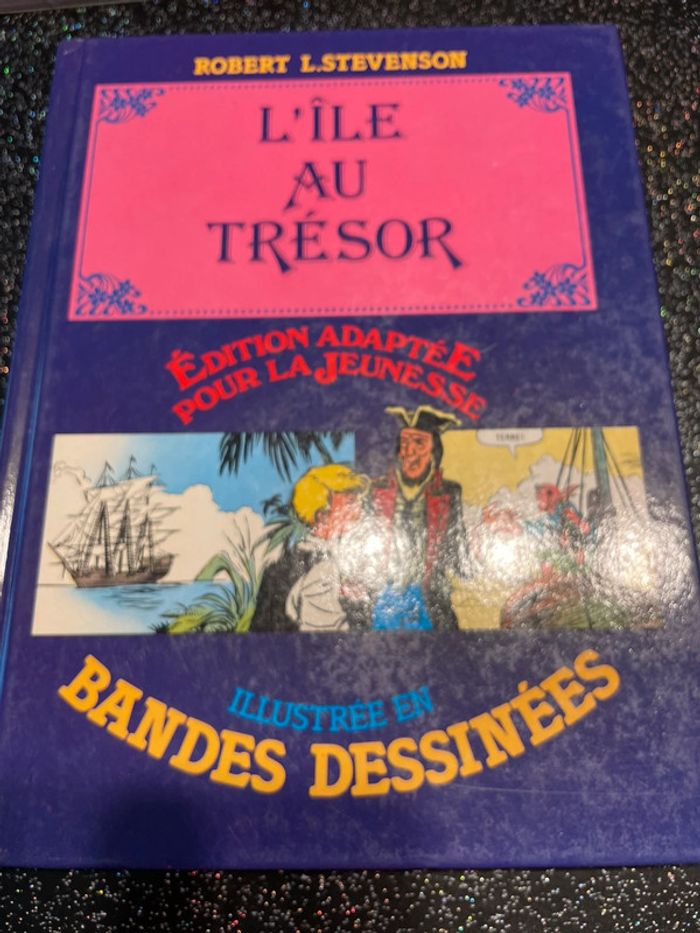 ROBERT L.STEVENSON
L'ÎLE
AU
TRÉSOR
ÉDITION ADAPTÉE
POUR LA JEUNESSE
TERRE!
ILLUSTRÉE EN
BANDES DESSINÉES